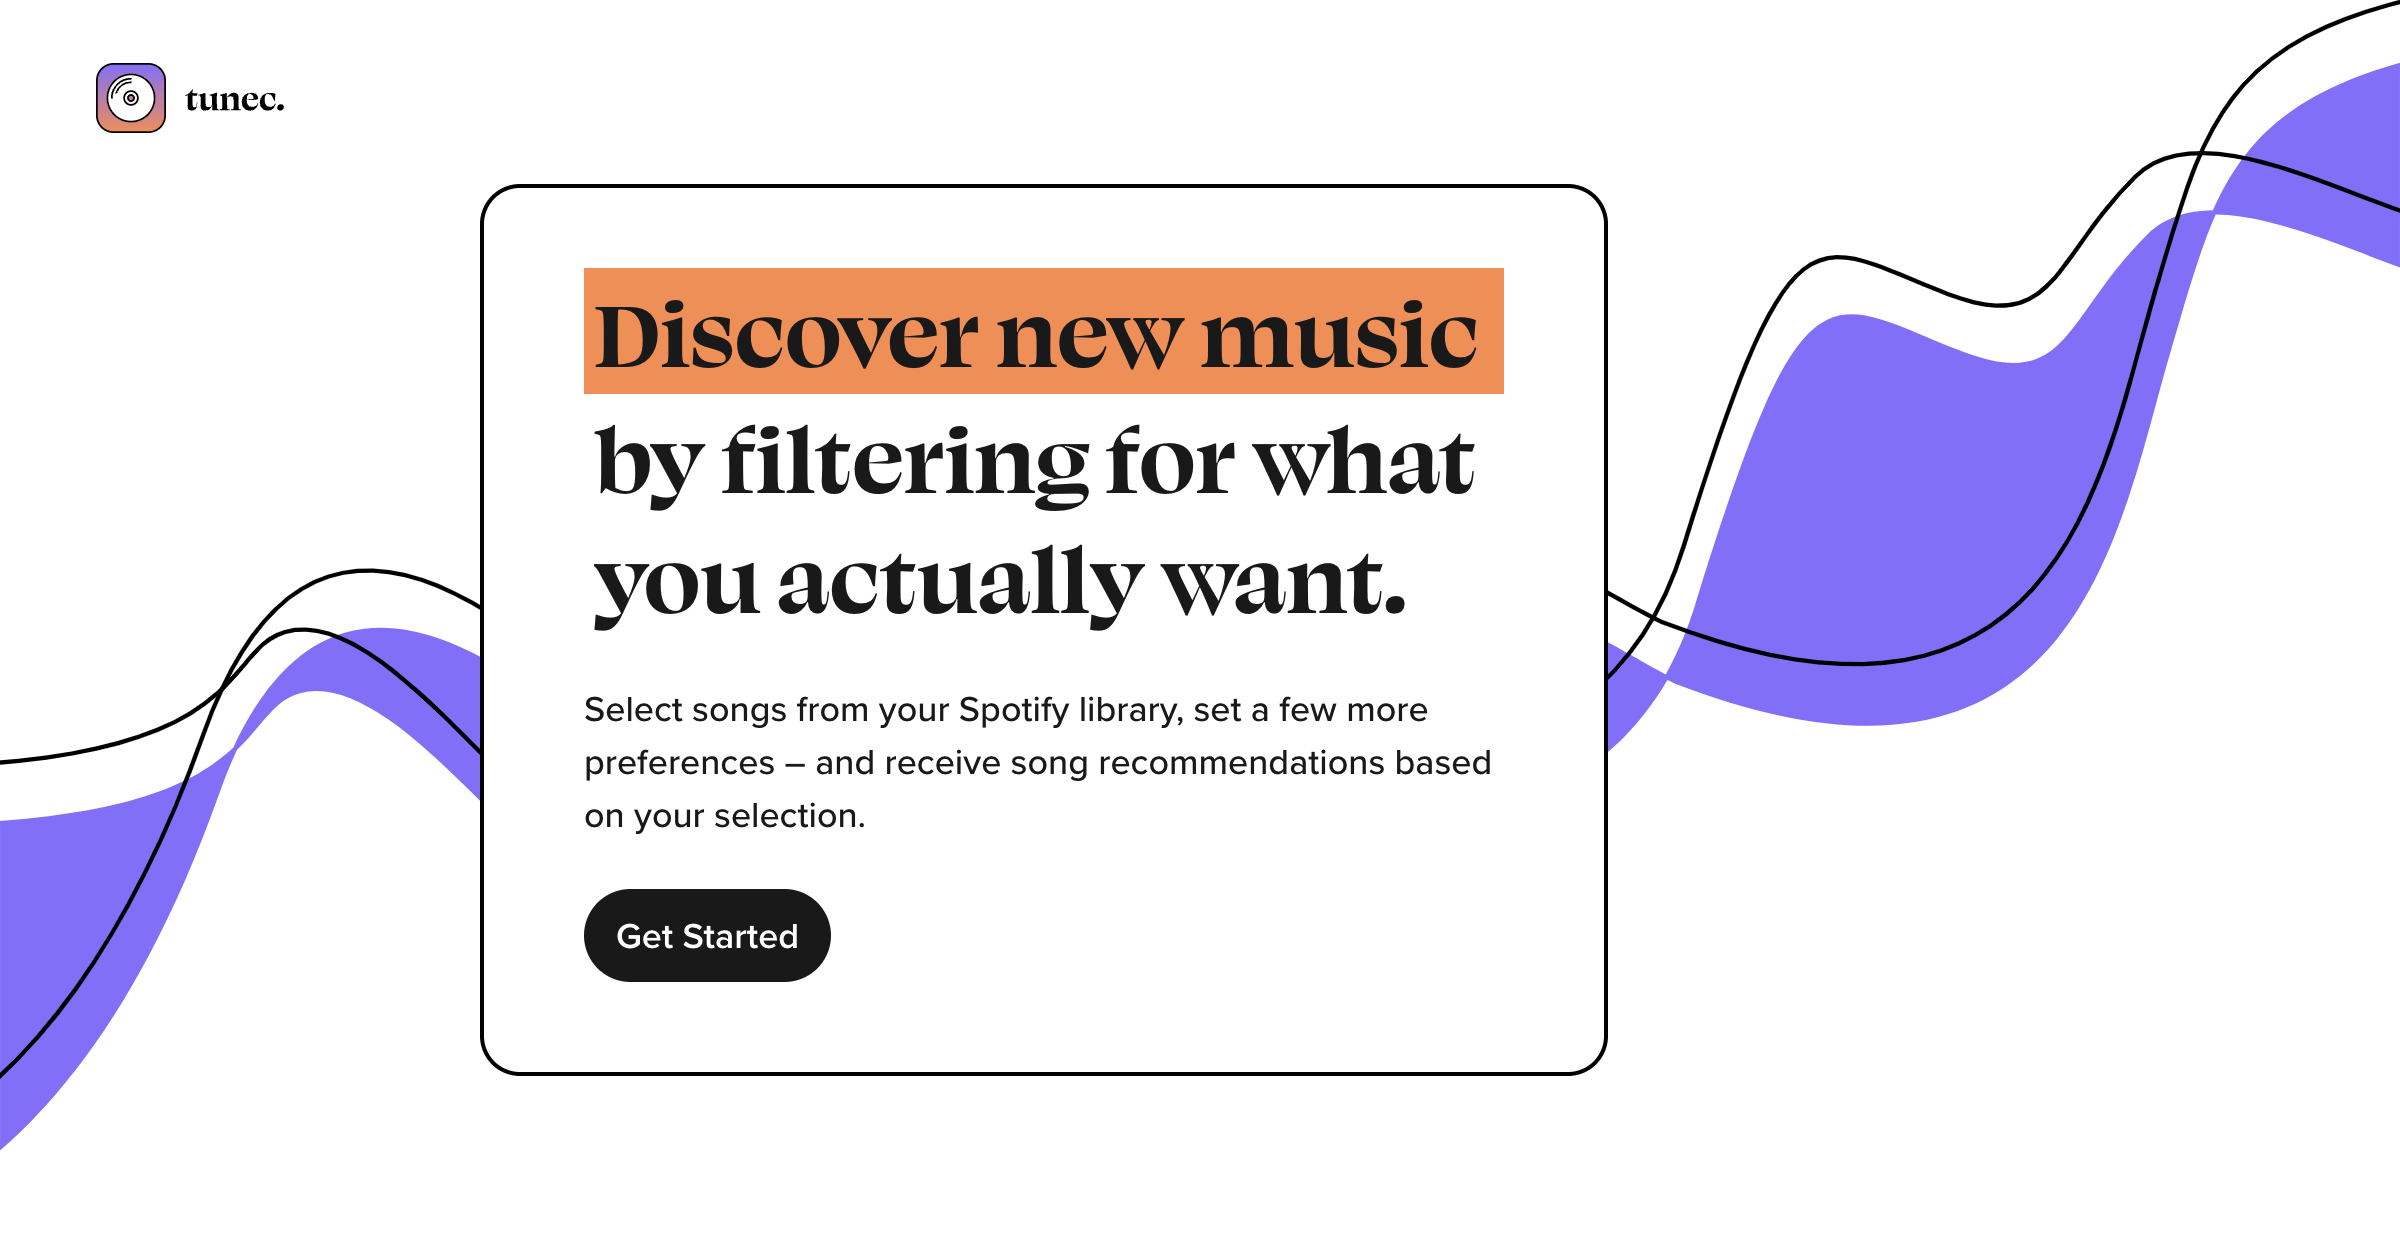 tunec.
Discover new music
by filtering for what
you actually want.
Select songs from your Spotify library, set a few more
preferences – and receive song recommendations based
on your selection.
Get Started